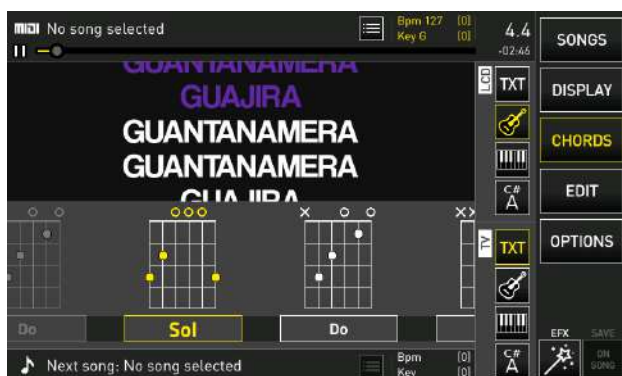 MIDI No song selected
Bpm 127 [0]
Key G [0]
4.4
-02:46
SONGS
GUANTANAMERA
GUAJIRA
GUANTANAMERA
GUANTANAMERA
GUAJIRA
LCD
TXT
C#
A
DISPLAY
CHORDS
EDIT
OPTIONS
x
x x
Do
Sol
Do
TV
TXT
C#
A
EFX
SAVE
ON
SONG
Next song: No song selected
Bpm [0]
Key [0]